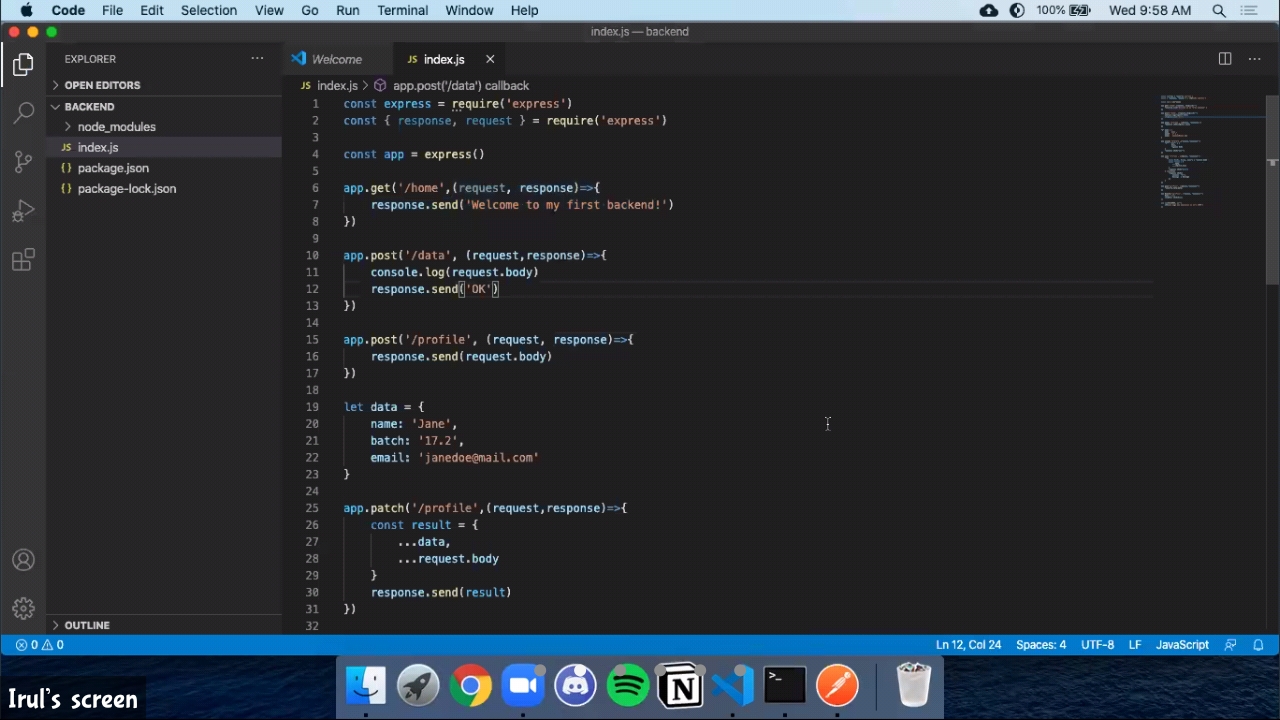 Code File Edit Selection View Go Run Terminal Window Help 100% Wed 9:58 AM
index.js — backend
EXPLORER
Welcome
JS index.js
OPEN EDITORS
JS index.js > app.post('/data') callback
BACKEND
node_modules
JS index.js
{} package.json
{} package-lock.json
1 const express = require('express')
2 const { response, request } = require('express')
3
4 const app = express()
5
6 app.get('/home',(request, response)=>{
7 response.send('Welcome to my first backend!')
8 })
9
10 app.post('/data', (request,response)=>{
11 console.log(request.body)
12 response.send('OK')
13 })
14
15 app.post('/profile', (request, response)=>{
16 response.send(request.body)
17 })
18
19 let data = {
20 name: 'Jane',
21 batch: '17.2',
22 email: 'janedoe@mail.com'
23 }
24
25 app.patch('/profile',(request,response)=>{
26 const result = {
27 ...data,
28 ...request.body
29 }
30 response.send(result)
31 })
32
OUTLINE
0 0 Ln 12, Col 24 Spaces: 4 UTF-8 LF JavaScript
Irul's screen